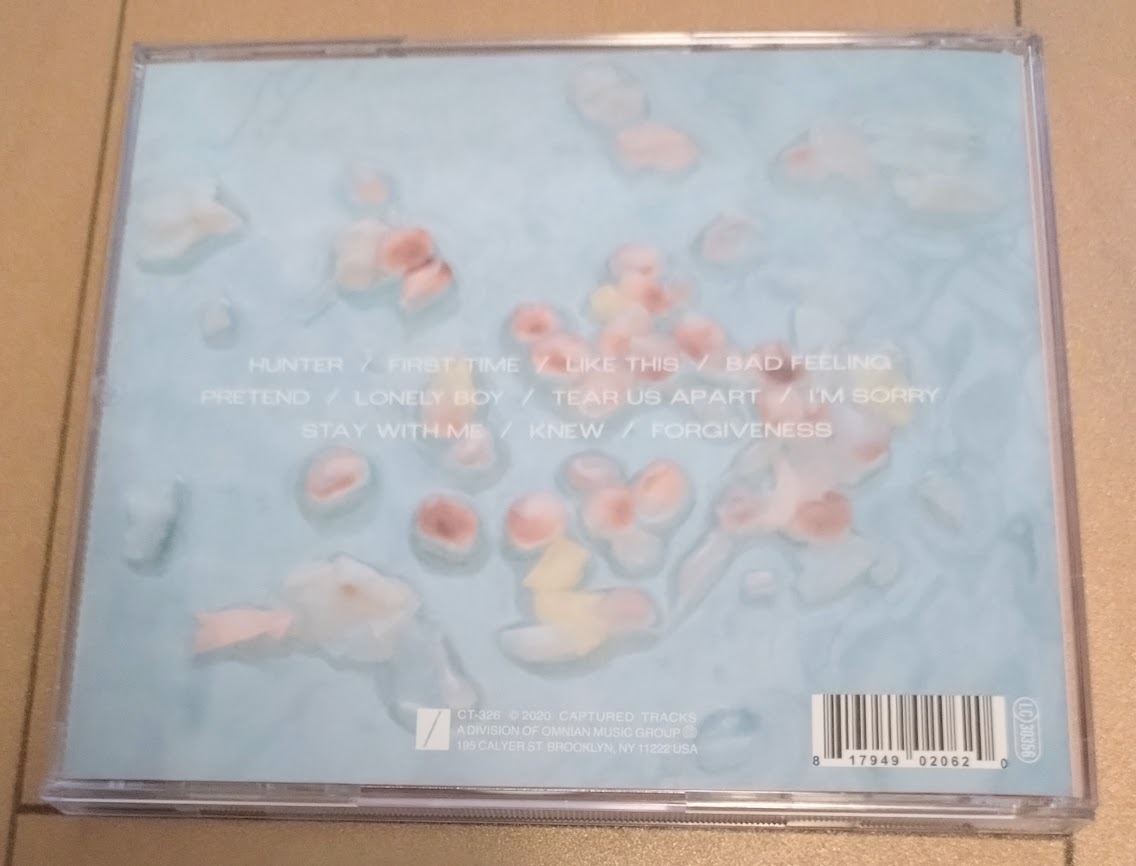 HUNTER / FIRST TIME / LIKE THIS / BAD FEELING
PRETEND / LONELY BOY / TEAR US APART / I'M SORRY
STAY WITH ME / KNEW / FORGIVENESS
CT-326 © 2020 CAPTURED TRACKS
A DIVISION OF OMNIAN MUSIC GROUP
195 CALYER ST. BROOKLYN, NY 11222 USA
8 17949 02062 0
LC 30356